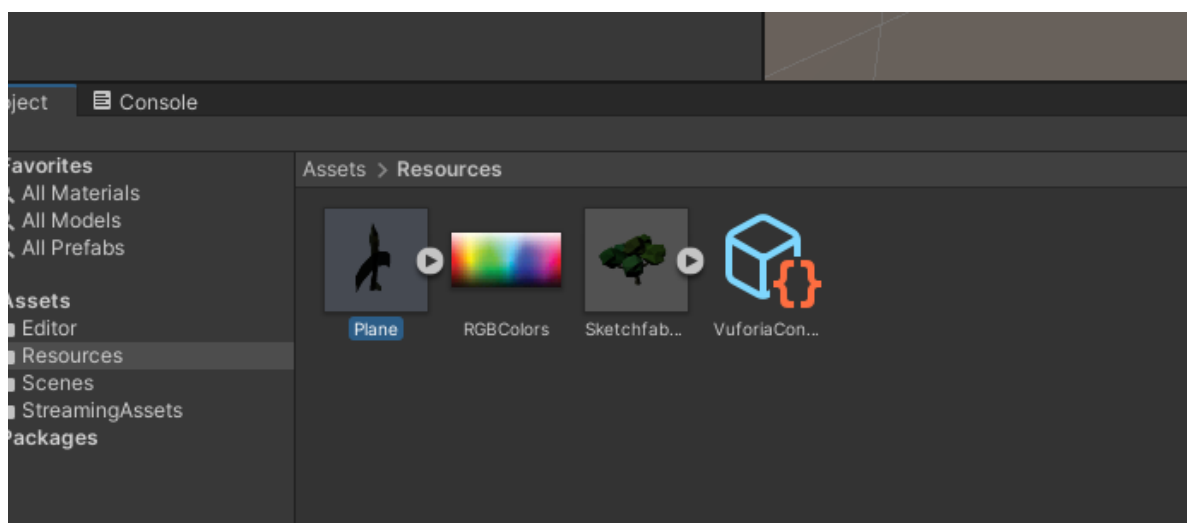 oject Console
Favorites
All Materials
All Models
All Prefabs
Assets
Editor
Resources
Scenes
StreamingAssets
Packages
Assets > Resources
Plane RGBColors Sketchfab... VuforiaCon...